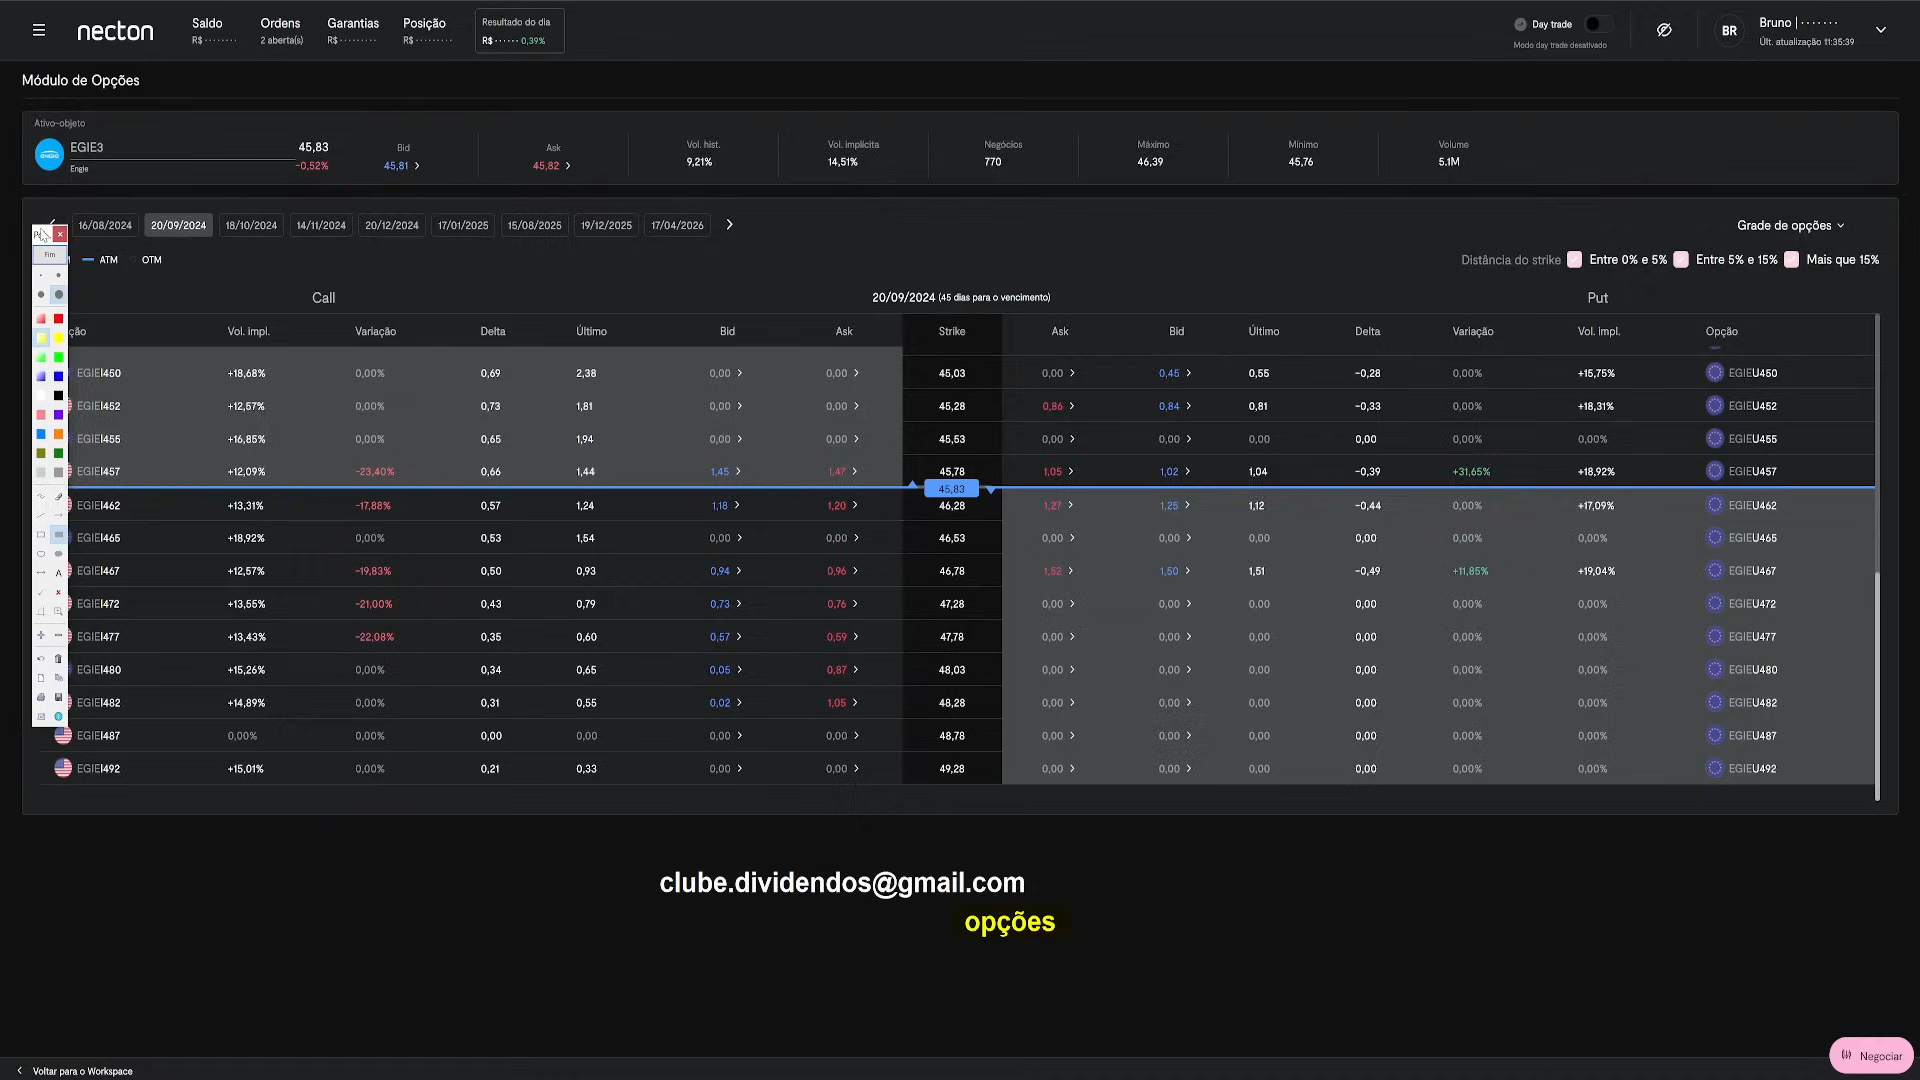 necton
Saldo
R$ ········
Ordens
2 aberta(s)
Garantias
R$ ·········
Posição
R$ ·········
Resultado do dia
R$ ······ 0,39%
Day trade
Modo day trade desativado
BR
Bruno | ·······
Últ. atualização 11:35:39
Módulo de Opções
Ativo-objeto
EGIE3
Engie
45,83
-0,52%
Bid
45,81
Ask
45,82
Vol. hist.
9,21%
Vol. implícita
14,51%
Negócios
770
Máximo
46,39
Mínimo
45,76
Volume
5.1M
16/08/2024 20/09/2024 18/10/2024 14/11/2024 20/12/2024 17/01/2025 15/08/2025 19/12/2025 17/04/2026
Grade de opções
Fim
ATM OTM
Distância do strike Entre 0% e 5% Entre 5% e 15% Mais que 15%
Call 20/09/2024 (45 dias para o vencimento) Put
ção Vol. impl. Variação Delta Último Bid Ask Strike Ask Bid Último Delta Variação Vol. impl. Opção
EGIEI450 +18,68% 0,00% 0,69 2,38 0,00 0,00 45,03 0,00 0,45 0,55 -0,28 0,00% +15,75% EGIEU450
EGIEI452 +12,57% 0,00% 0,73 1,81 0,00 0,00 45,28 0,86 0,84 0,81 -0,33 0,00% +18,31% EGIEU452
EGIEI455 +16,85% 0,00% 0,65 1,94 0,00 0,00 45,53 0,00 0,00 0,00 0,00 0,00% 0,00% EGIEU455
EGIEI457 +12,09% -23,40% 0,66 1,44 1,45 1,47 45,78 1,05 1,02 1,04 -0,39 +31,65% +18,92% EGIEU457
45,83
EGIEI462 +13,31% -17,88% 0,57 1,24 1,18 1,20 46,28 1,27 1,25 1,12 -0,44 0,00% +17,09% EGIEU462
EGIEI465 +18,92% 0,00% 0,53 1,54 0,00 0,00 46,53 0,00 0,00 0,00 0,00 0,00% 0,00% EGIEU465
EGIEI467 +12,57% -19,83% 0,50 0,93 0,94 0,96 46,78 1,52 1,50 1,51 -0,49 +11,85% +19,04% EGIEU467
EGIEI472 +13,55% -21,00% 0,43 0,79 0,73 0,76 47,28 0,00 0,00 0,00 0,00 0,00% 0,00% EGIEU472
EGIEI477 +13,43% -22,08% 0,35 0,60 0,57 0,59 47,78 0,00 0,00 0,00 0,00 0,00% 0,00% EGIEU477
EGIEI480 +15,26% 0,00% 0,34 0,65 0,05 0,87 48,03 0,00 0,00 0,00 0,00 0,00% 0,00% EGIEU480
EGIEI482 +14,89% 0,00% 0,31 0,55 0,02 1,05 48,28 0,00 0,00 0,00 0,00 0,00% 0,00% EGIEU482
EGIEI487 0,00% 0,00% 0,00 0,00 0,00 0,00 48,78 0,00 0,00 0,00 0,00 0,00% 0,00% EGIEU487
EGIEI492 +15,01% 0,00% 0,21 0,33 0,00 0,00 49,28 0,00 0,00 0,00 0,00 0,00% 0,00% EGIEU492
clube.dividendos@gmail.com
opções
Negociar
Voltar para o Workspace